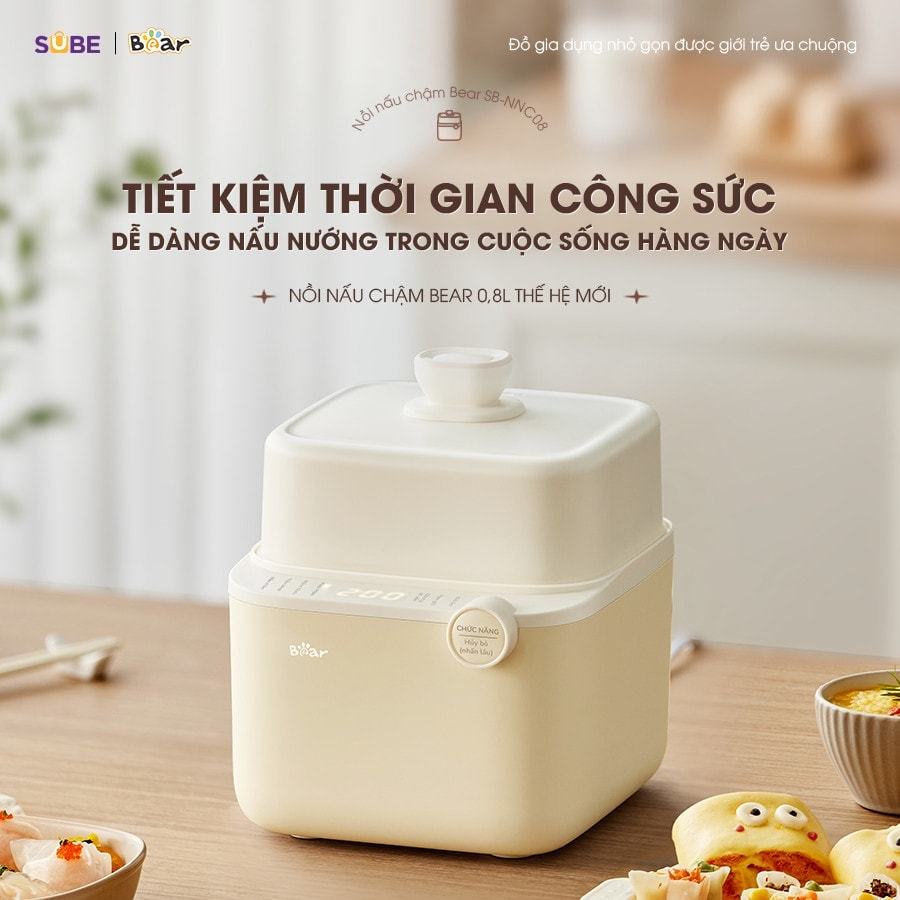 SUBE | Bear
Đồ gia dụng nhỏ gọn được giới trẻ ưa chuộng
Nồi nấu chậm Bear SB-NNC08
TIẾT KIỆM THỜI GIAN CÔNG SỨC
DỄ DÀNG NẤU NƯỚNG TRONG CUỘC SỐNG HÀNG NGÀY
NỒI NẤU CHẬM BEAR 0,8L THẾ HỆ MỚI
2:00
CHỨC NĂNG
Hủy bỏ
(nhấn lâu)
Bear